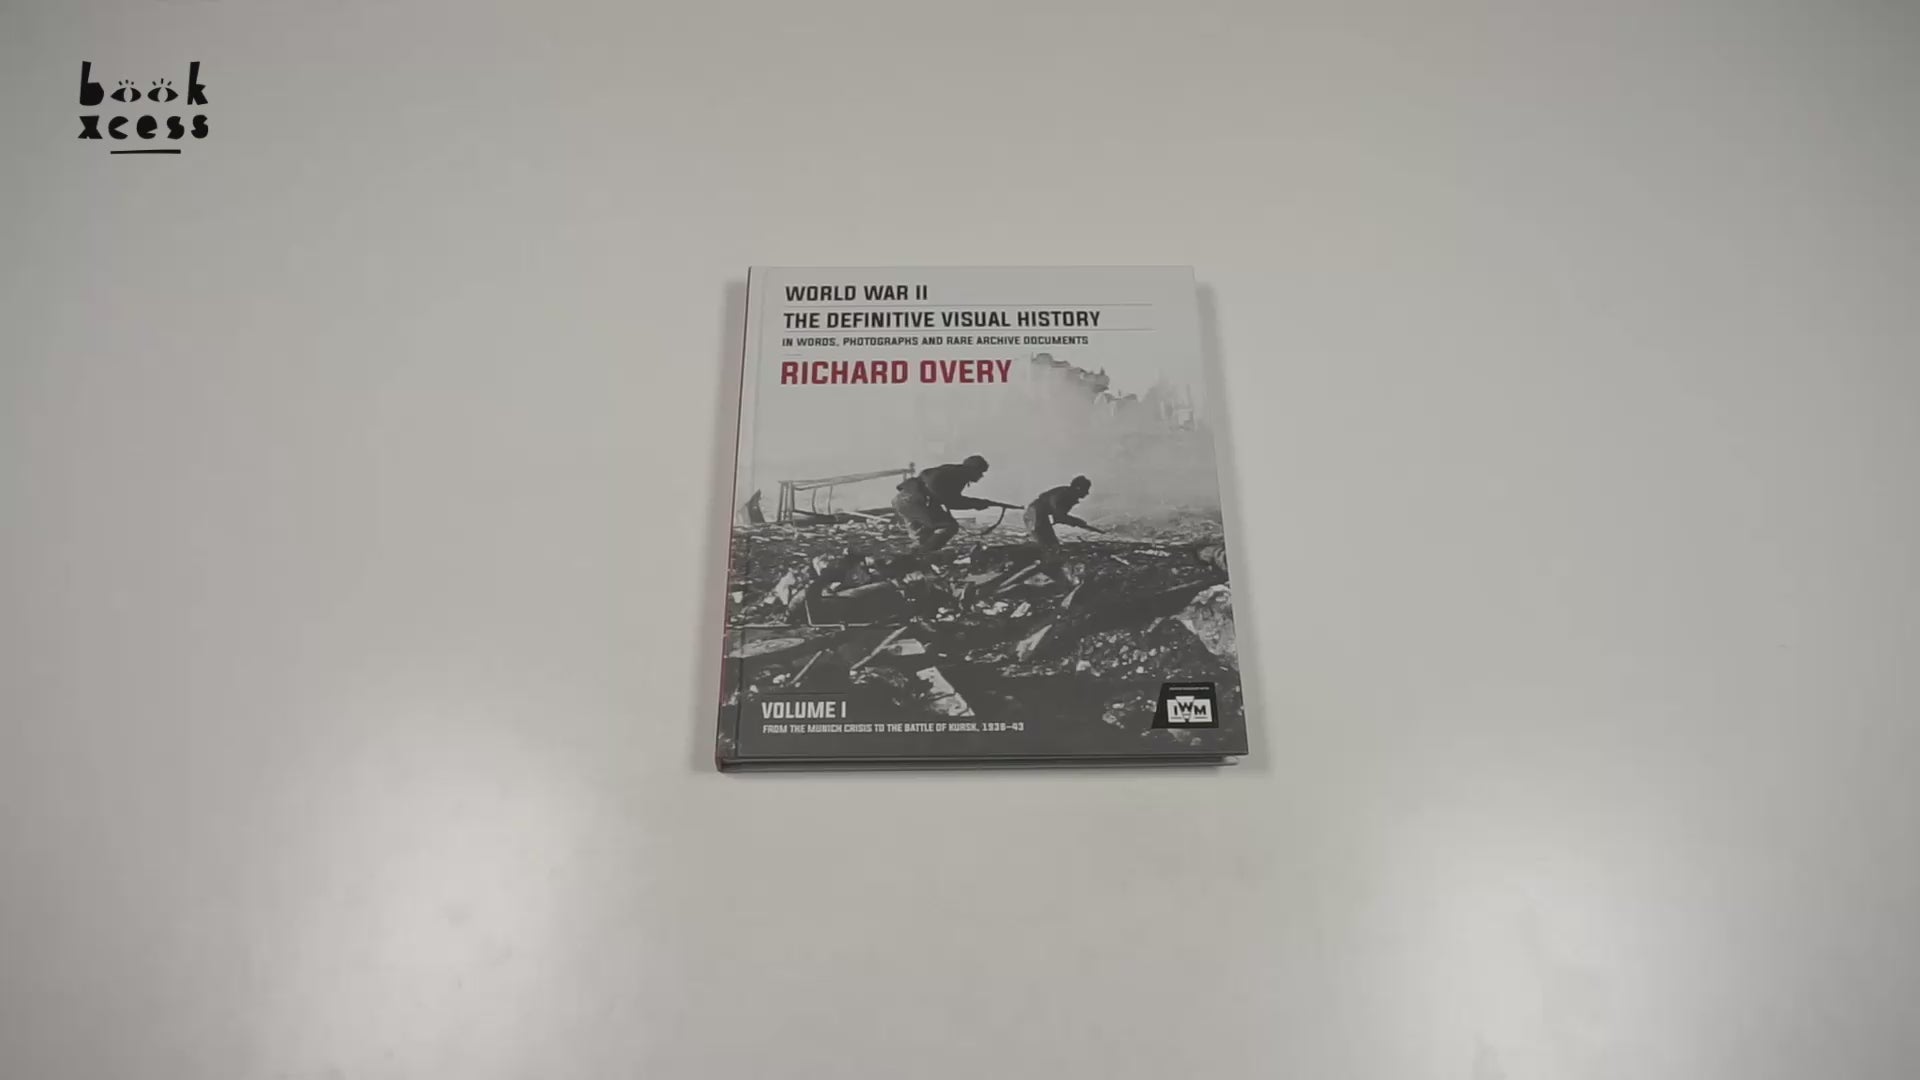 book
xcess
WORLD WAR II
THE DEFINITIVE VISUAL HISTORY
IN WORDS, PHOTOGRAPHS AND RARE ARCHIVE DOCUMENTS
RICHARD OVERY
VOLUME I
FROM THE MUNICH CRISIS TO THE BATTLE OF KURSK, 1938–43
IWM